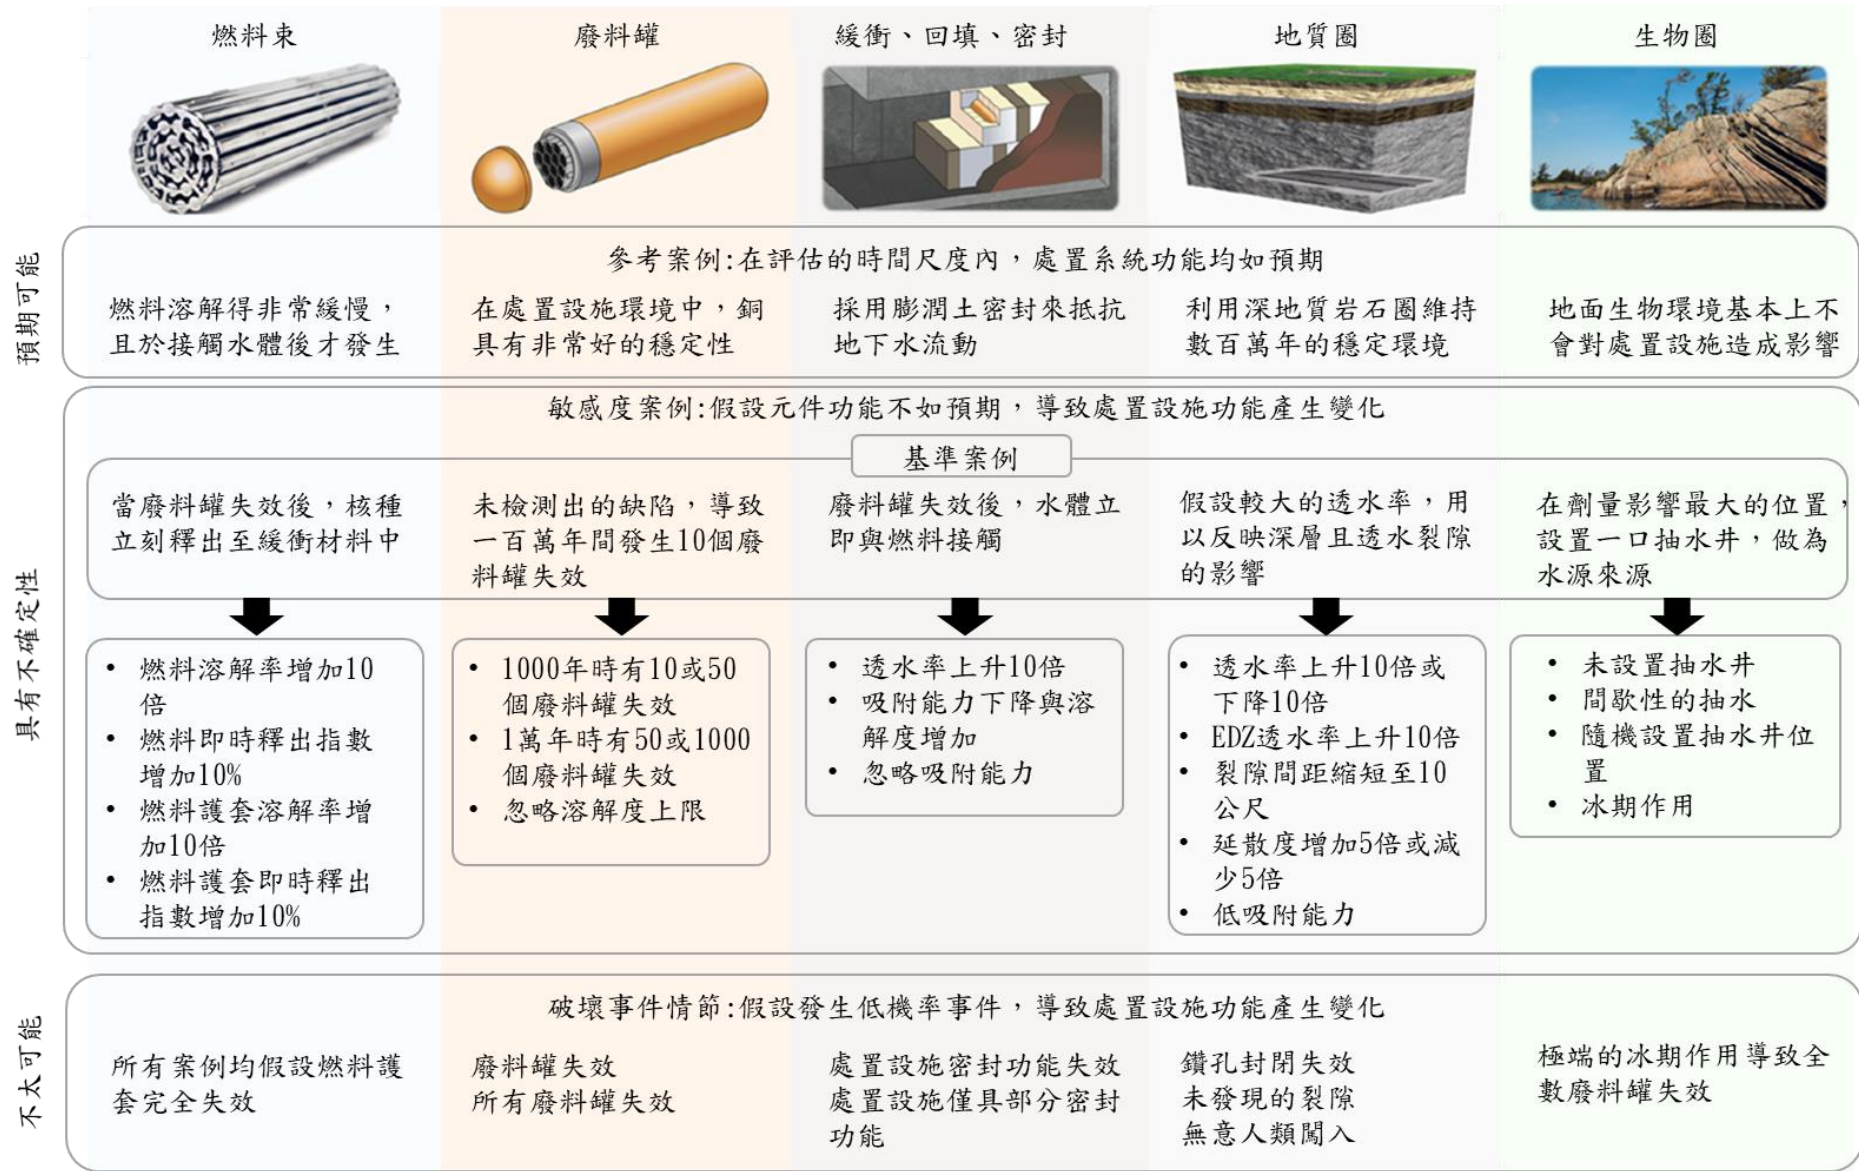 燃料束
廢料罐
緩衝、回填、密封
地質圈
生物圈
預期可能
參考案例:在評估的時間尺度內，處置系統功能均如預期
燃料溶解得非常緩慢，
且於接觸水體後才發生
在處置設施環境中，銅
具有非常好的穩定性
採用膨潤土密封來抵抗
地下水流動
利用深地質岩石圈維持
數百萬年的穩定環境
地面生物環境基本上不
會對處置設施造成影響
具有不確定性
敏感度案例:假設元件功能不如預期，導致處置設施功能產生變化
基準案例
當廢料罐失效後，核種
立刻釋出至緩衝材料中
未檢測出的缺陷，導致
一百萬年間發生10個廢
料罐失效
廢料罐失效後，水體立
即與燃料接觸
假設較大的透水率，用
以反映深層且透水裂隙
的影響
在劑量影響最大的位置，
設置一口抽水井，做為
水源來源
• 燃料溶解率增加10
倍
• 燃料即時釋出指數
增加10%
• 燃料護套溶解率增
加10倍
• 燃料護套即時釋出
指數增加10%
• 1000年時有10或50
個廢料罐失效
• 1萬年時有50或1000
個廢料罐失效
• 忽略溶解度上限
• 透水率上升10倍
• 吸附能力下降與溶
解度增加
• 忽略吸附能力
• 透水率上升10倍或
下降10倍
• EDZ透水率上升10倍
• 裂隙間距縮短至10
公尺
• 延散度增加5倍或減
少5倍
• 低吸附能力
• 未設置抽水井
• 間歇性的抽水
• 隨機設置抽水井位
置
• 冰期作用
不太可能
破壞事件情節:假設發生低機率事件，導致處置設施功能產生變化
所有案例均假設燃料護
套完全失效
廢料罐失效
所有廢料罐失效
處置設施密封功能失效
處置設施僅具部分密封
功能
鑽孔封閉失效
未發現的裂隙
無意人類闖入
極端的冰期作用導致全
數廢料罐失效